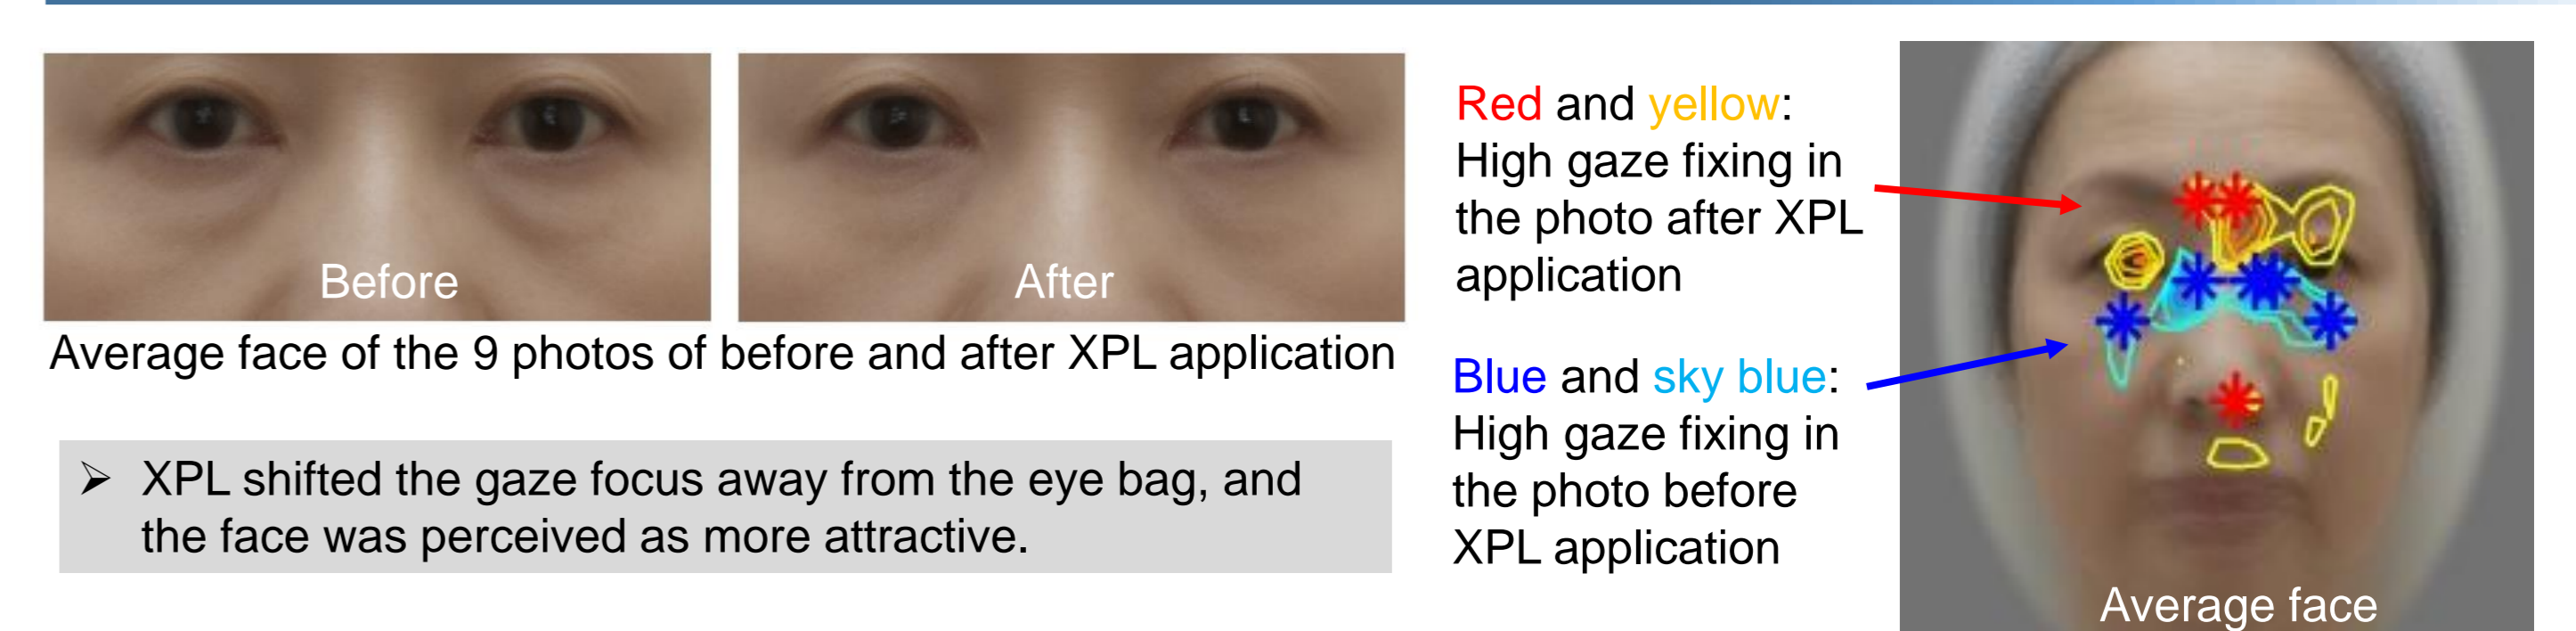 Before
After
Average face of the 9 photos of before and after XPL application
➢ XPL shifted the gaze focus away from the eye bag, and
the face was perceived as more attractive.
Red and yellow:
High gaze fixing in
the photo after XPL
application
Blue and sky blue:
High gaze fixing in
the photo before
XPL application
Average face